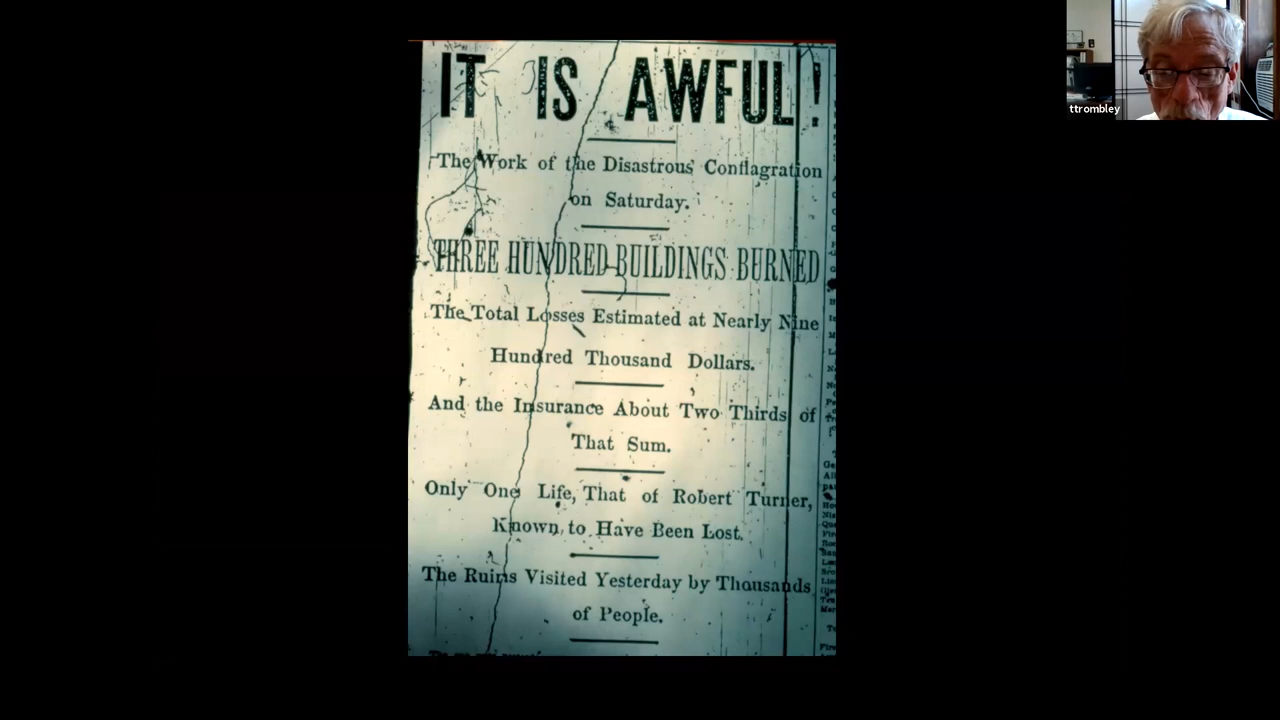 IT IS AWFUL!
The Work of the Disastrous Conflagration
on Saturday.
THREE HUNDRED BUILDINGS BURNED
The Total Losses Estimated at Nearly Nine
Hundred Thousand Dollars.
And the Insurance About Two Thirds of
That Sum.
Only One Life, That of Robert Turner,
Known to Have Been Lost.
The Ruins Visited Yesterday by Thousands
of People.
ttrombley